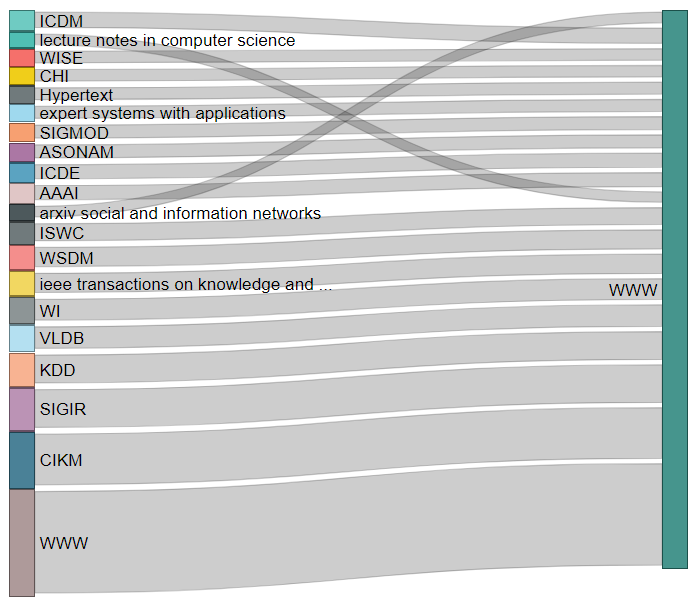 ICDM
lecture notes in computer science
WISE
CHI
Hypertext
expert systems with applications
SIGMOD
ASONAM
ICDE
AAAI
arxiv social and information networks
ISWC
WSDM
ieee transactions on knowledge and ...
WWW
WI
VLDB
KDD
SIGIR
CIKM
WWW